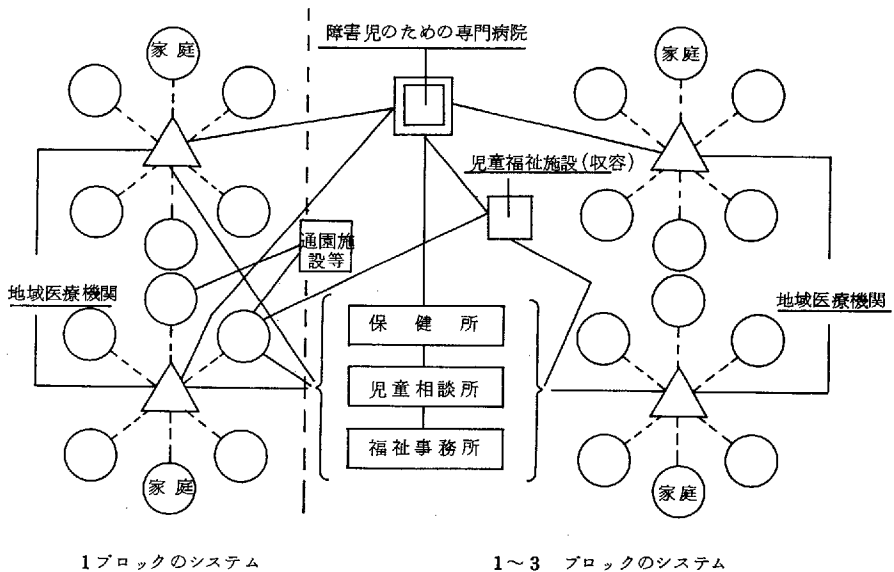 障害児のための専門病院
家庭
家庭
児童福祉施設(収容)
通園施
設等
地域医療機関
地域医療機関
保健所
児童相談所
福祉事務所
家庭
家庭
1ブロックのシステム
1~3 ブロックのシステム